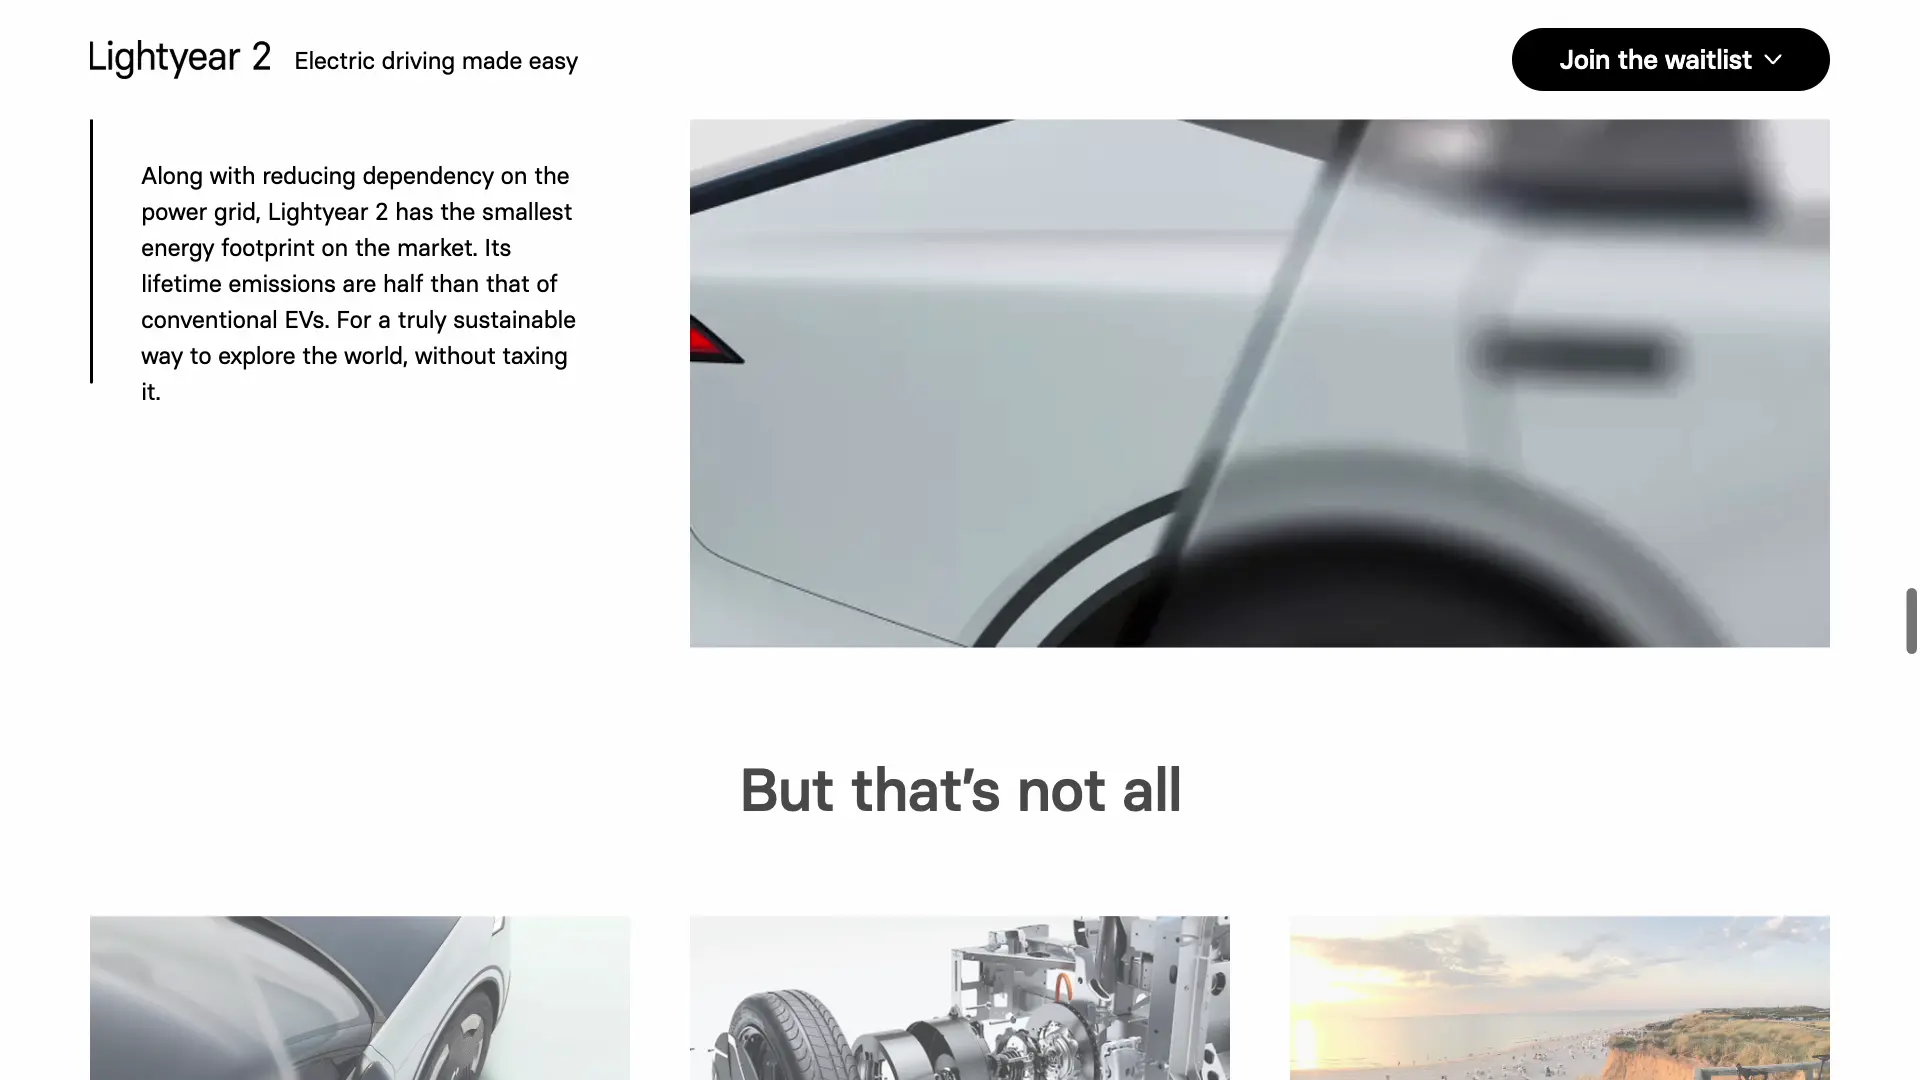 Lightyear 2 Electric driving made easy
Join the waitlist
Along with reducing dependency on the
power grid, Lightyear 2 has the smallest
energy footprint on the market. Its
lifetime emissions are half than that of
conventional EVs. For a truly sustainable
way to explore the world, without taxing
it.
But that’s not all